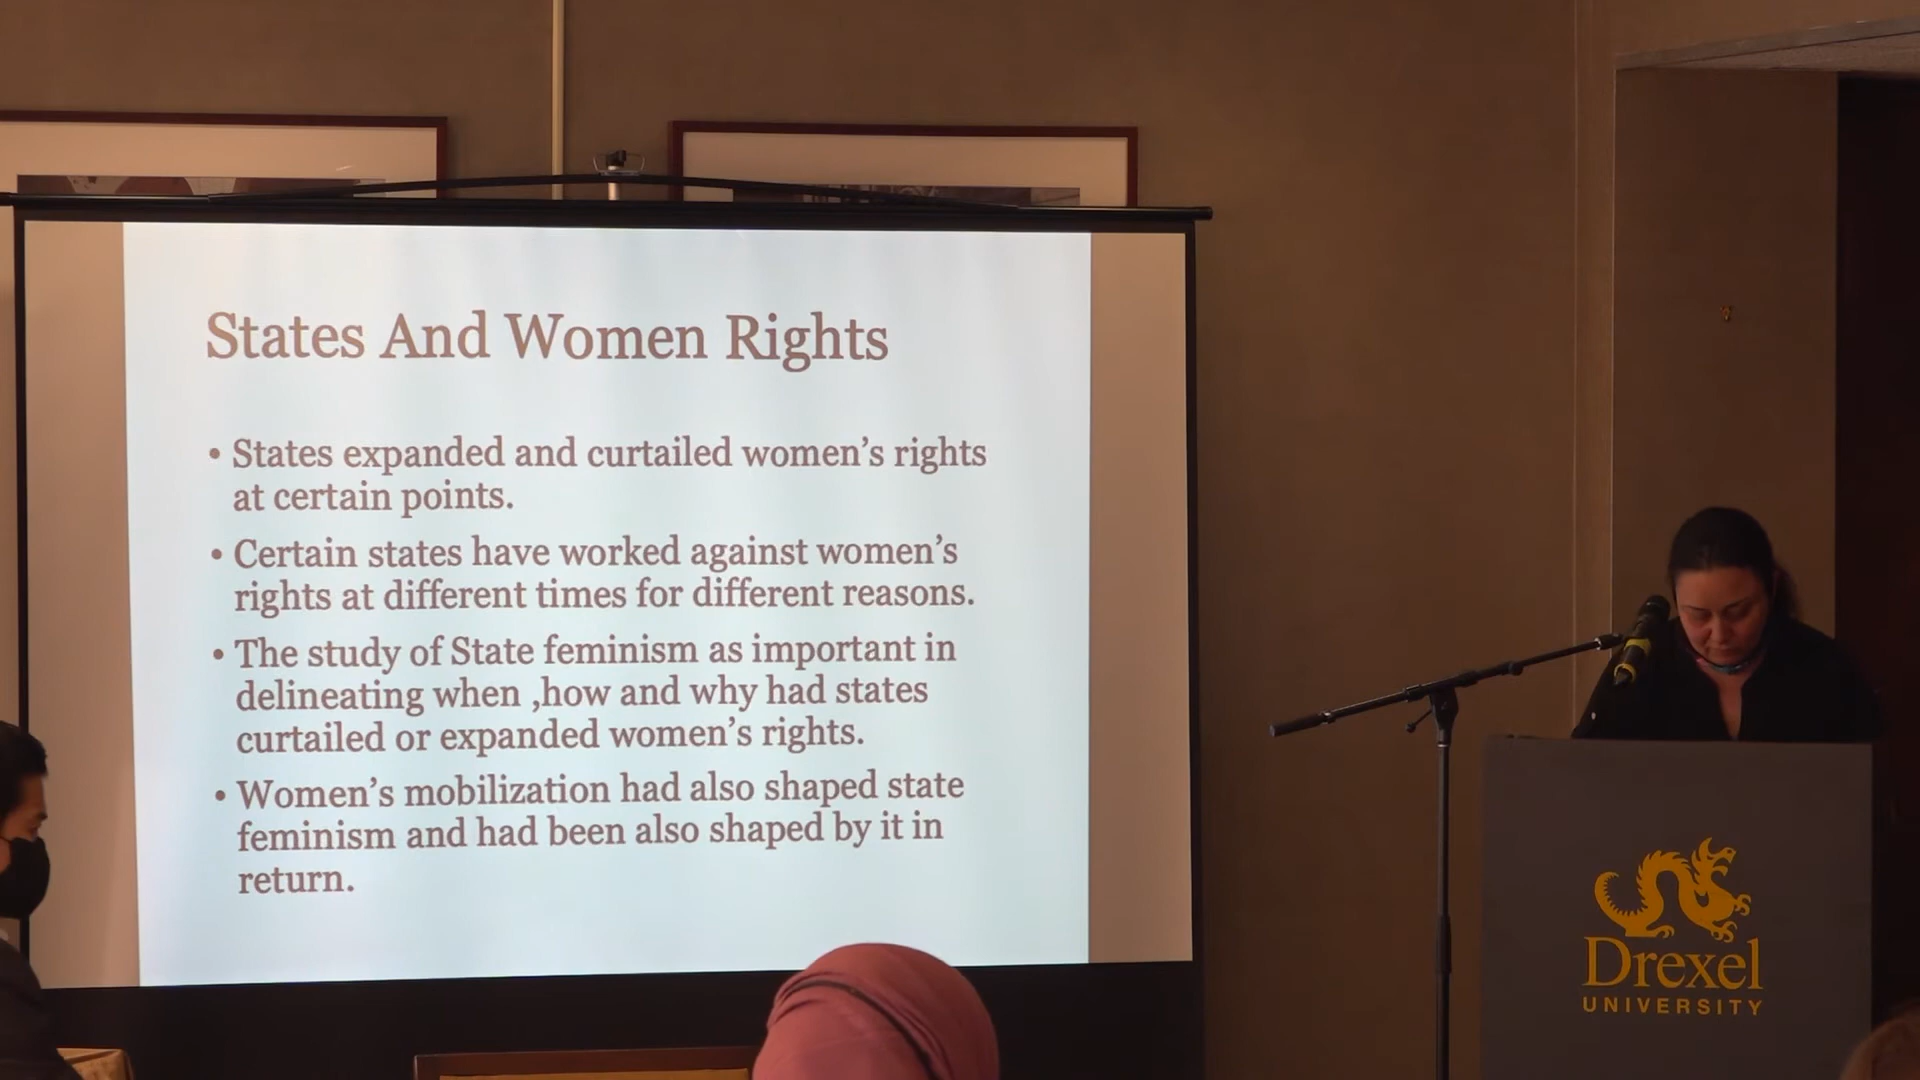 States And Women Rights
• States expanded and curtailed women's rights
at certain points.
• Certain states have worked against women's
rights at different times for different reasons.
• The study of State feminism as important in
delineating when ,how and why had states
curtailed or expanded women's rights.
• Women's mobilization had also shaped state
feminism and had been also shaped by it in
return.
Drexel
UNIVERSITY